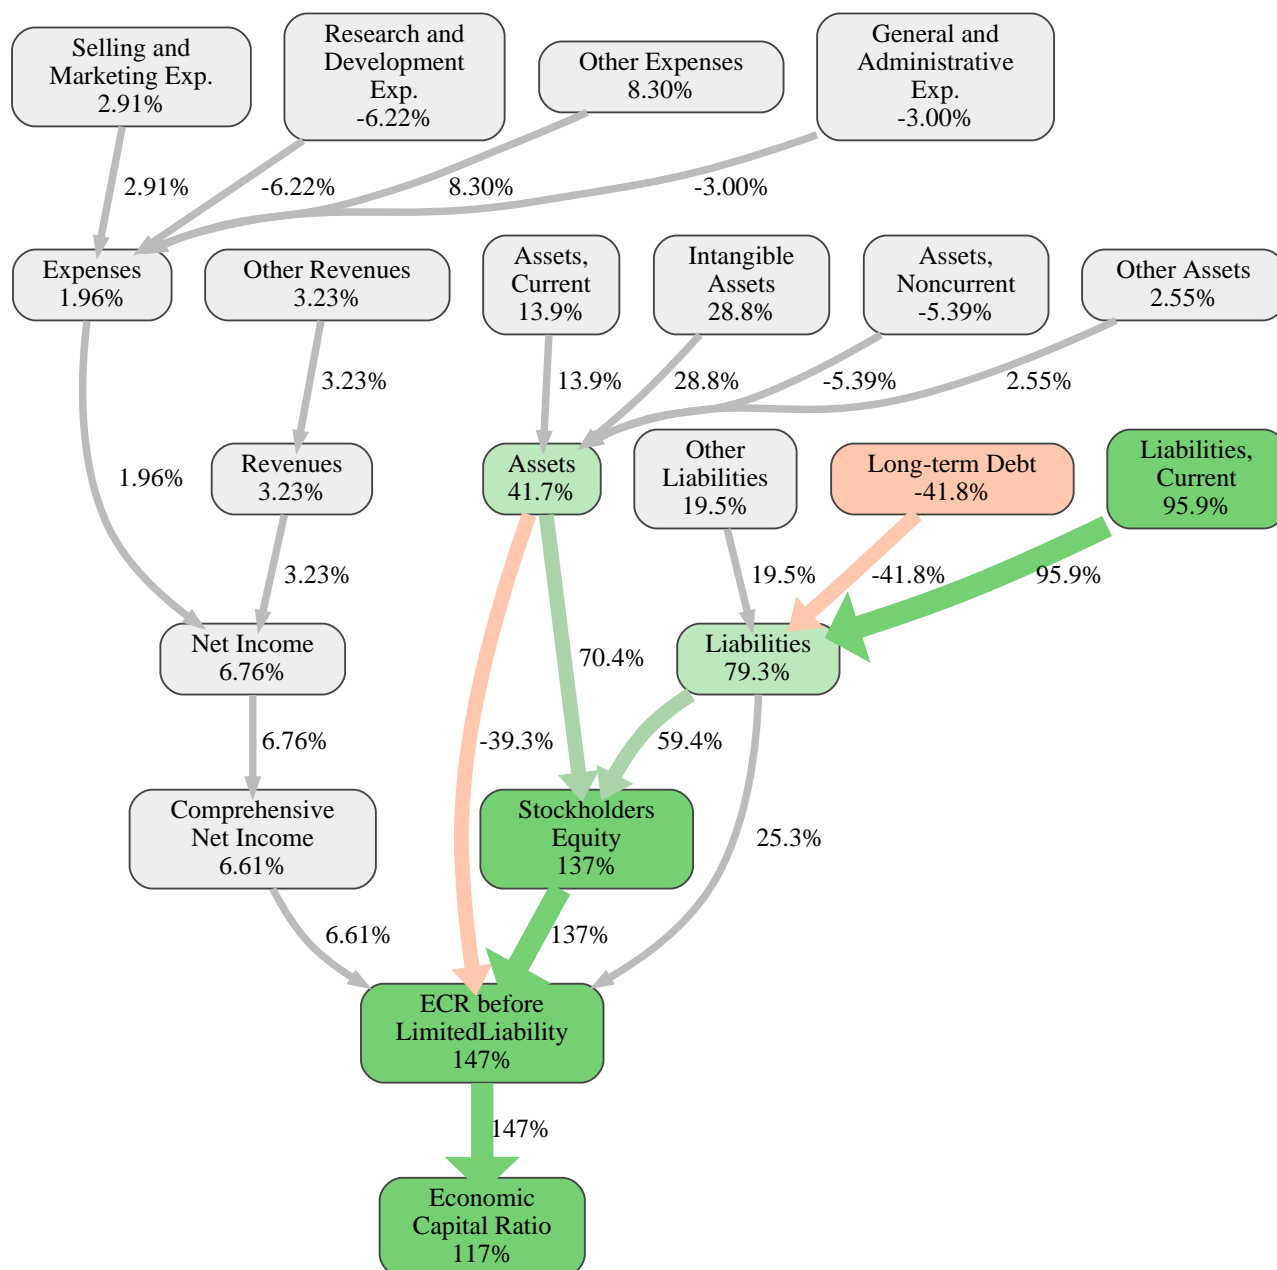 Selling and
Marketing Exp.
2.91%
Research and
Development
Exp.
-6.22%
Other Expenses
8.30%
General and
Administrative
Exp.
-3.00%
2.91%
-6.22%
8.30%
-3.00%
Expenses
1.96%
Other Revenues
3.23%
Assets,
Current
13.9%
Intangible
Assets
28.8%
Assets,
Noncurrent
-5.39%
Other Assets
2.55%
3.23%
13.9%
28.8%
-5.39%
2.55%
1.96%
Revenues
3.23%
Assets
41.7%
Other
Liabilities
19.5%
Long-term Debt
-41.8%
Liabilities,
Current
95.9%
3.23%
19.5%
-41.8%
95.9%
Net Income
6.76%
70.4%
Liabilities
79.3%
6.76%
-39.3%
59.4%
Comprehensive
Net Income
6.61%
Stockholders
Equity
137%
25.3%
6.61%
137%
ECR before
LimitedLiability
147%
147%
Economic
Capital Ratio
117%